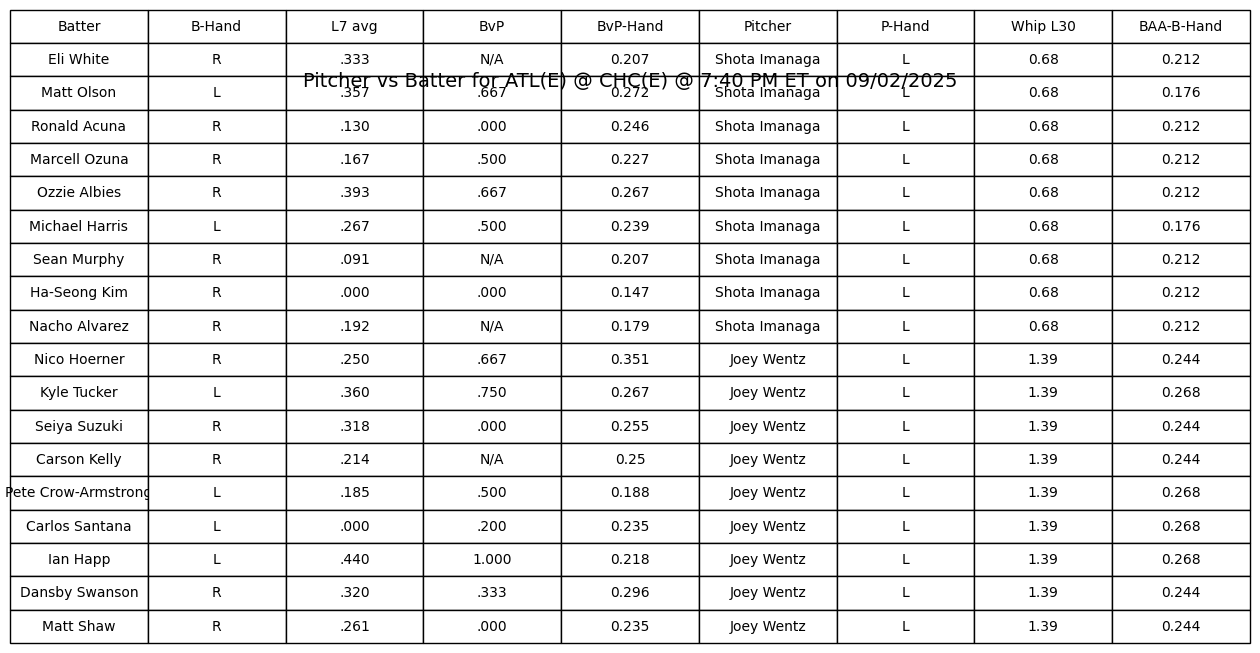 Batter B-Hand L7 avg BvP BvP-Hand Pitcher P-Hand Whip L30 BAA-B-Hand
Eli White R .333 N/A 0.207 Shota Imanaga L 0.68 0.212
Pitcher vs Batter for ATL(E) @ CHC(E) @ 7:40 PM ET on 09/02/2025
Matt Olson L .357 .667 0.272 Shota Imanaga L 0.68 0.176
Ronald Acuna R .130 .000 0.246 Shota Imanaga L 0.68 0.212
Marcell Ozuna R .167 .500 0.227 Shota Imanaga L 0.68 0.212
Ozzie Albies R .393 .667 0.267 Shota Imanaga L 0.68 0.212
Michael Harris L .267 .500 0.239 Shota Imanaga L 0.68 0.176
Sean Murphy R .091 N/A 0.207 Shota Imanaga L 0.68 0.212
Ha-Seong Kim R .000 .000 0.147 Shota Imanaga L 0.68 0.212
Nacho Alvarez R .192 N/A 0.179 Shota Imanaga L 0.68 0.212
Nico Hoerner R .250 .667 0.351 Joey Wentz L 1.39 0.244
Kyle Tucker L .360 .750 0.267 Joey Wentz L 1.39 0.268
Seiya Suzuki R .318 .000 0.255 Joey Wentz L 1.39 0.244
Carson Kelly R .214 N/A 0.25 Joey Wentz L 1.39 0.244
Pete Crow-Armstrong L .185 .500 0.188 Joey Wentz L 1.39 0.268
Carlos Santana L .000 .200 0.235 Joey Wentz L 1.39 0.268
Ian Happ L .440 1.000 0.218 Joey Wentz L 1.39 0.268
Dansby Swanson R .320 .333 0.296 Joey Wentz L 1.39 0.244
Matt Shaw R .261 .000 0.235 Joey Wentz L 1.39 0.244